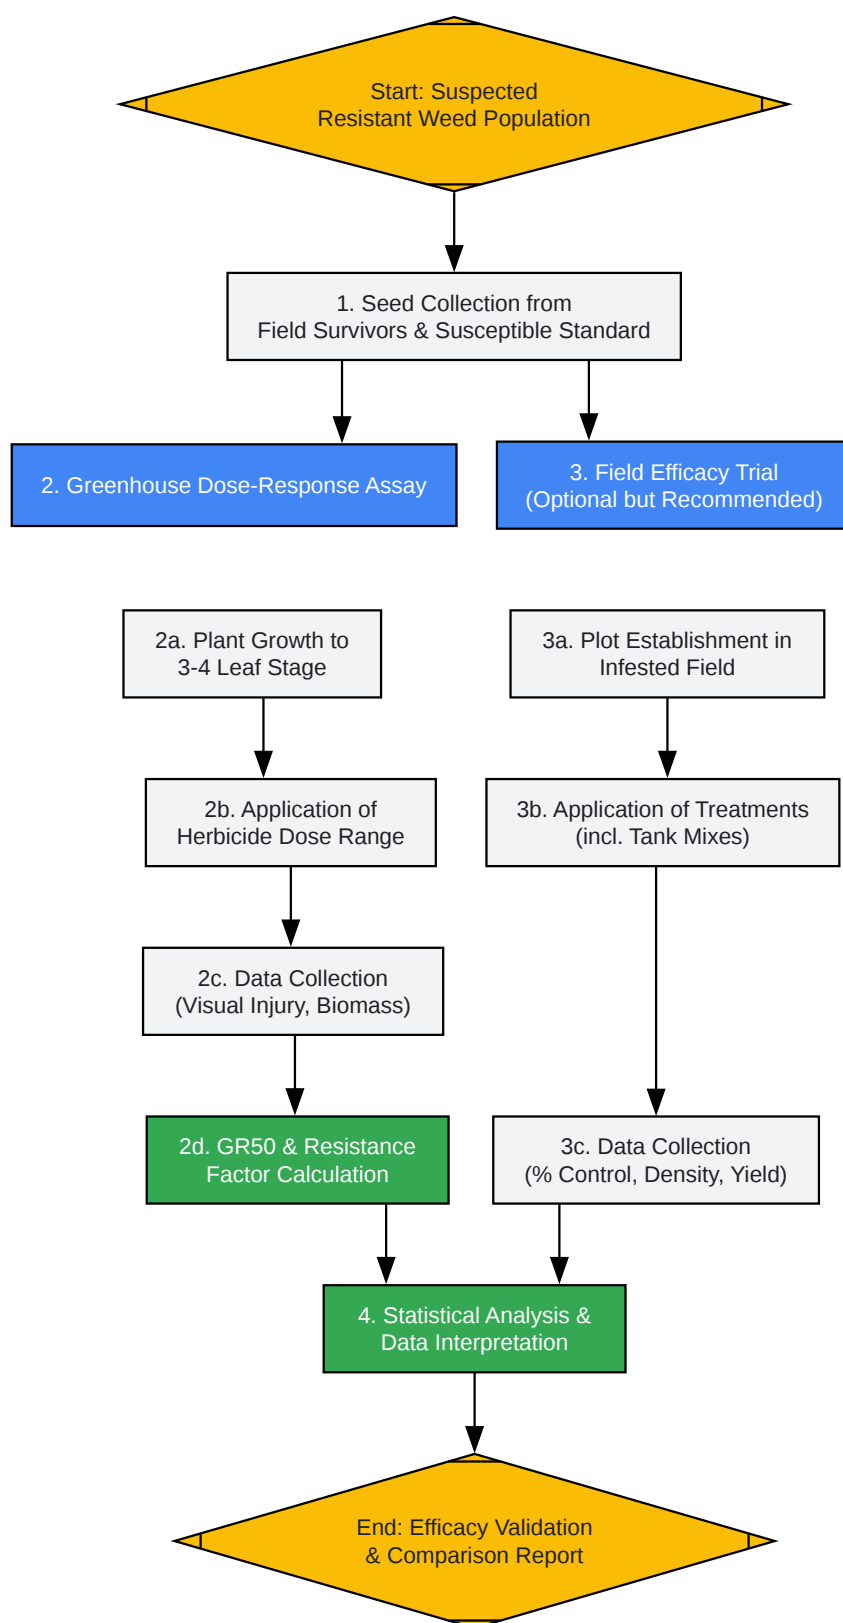 Start: Suspected
Resistant Weed Population
1. Seed Collection from
Field Survivors & Susceptible Standard
2. Greenhouse Dose-Response Assay
3. Field Efficacy Trial
(Optional but Recommended)
2a. Plant Growth to
3-4 Leaf Stage
3a. Plot Establishment in
Infested Field
2b. Application of
Herbicide Dose Range
3b. Application of Treatments
(incl. Tank Mixes)
2c. Data Collection
(Visual Injury, Biomass)
2d. GR50 & Resistance
Factor Calculation
3c. Data Collection
(% Control, Density, Yield)
4. Statistical Analysis &
Data Interpretation
End: Efficacy Validation
& Comparison Report